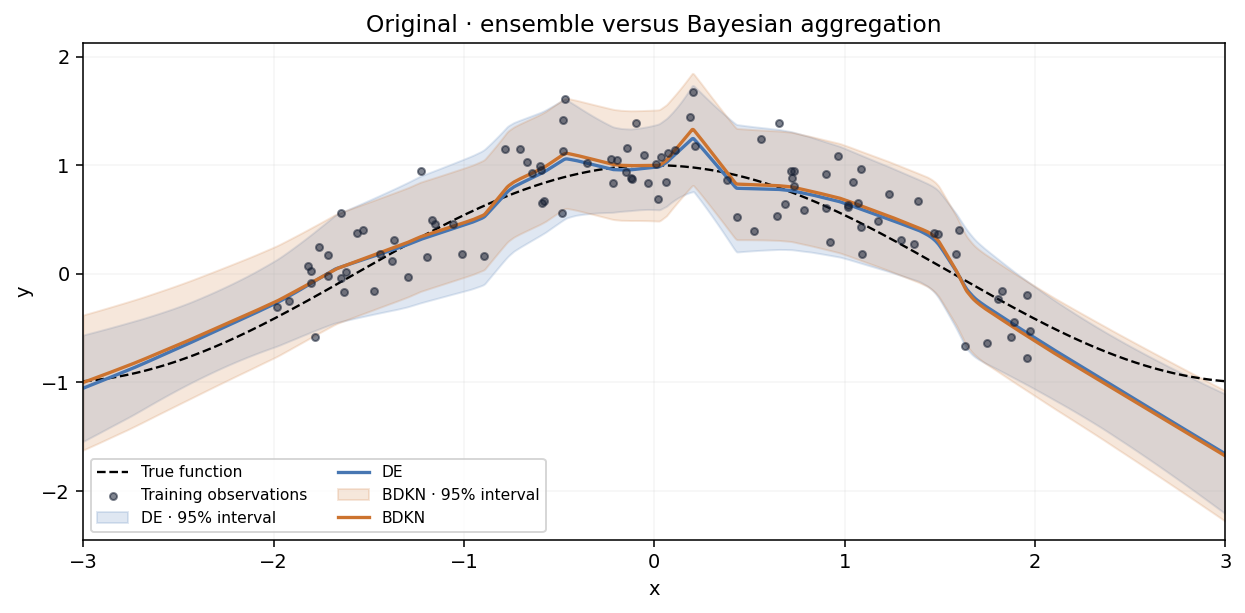 Original · ensemble versus Bayesian aggregation
2
1
0
−1
−2
y
−3
−2
−1
0
1
2
3
x
True function
Training observations
DE · 95% interval
DE
BDKN · 95% interval
BDKN